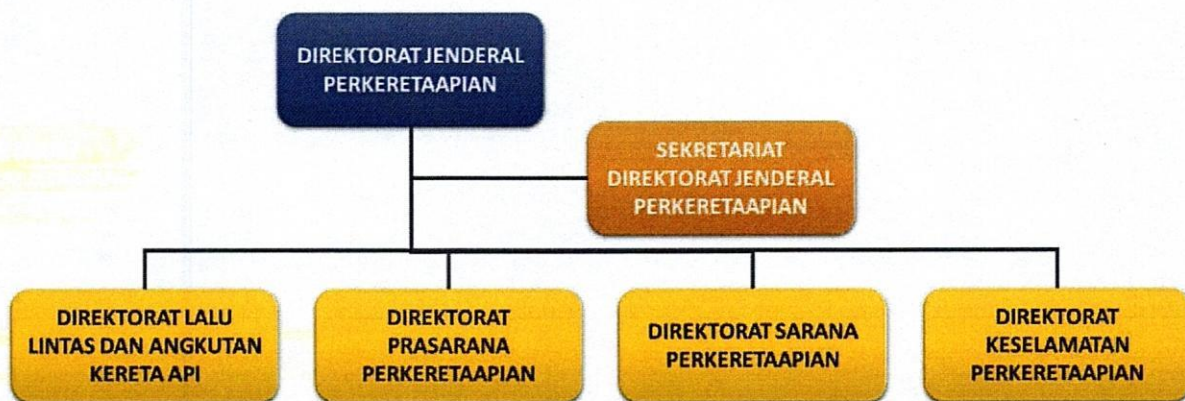 DIREKTORAT JENDERAL
PERKERETAAPIAN
SEKRETARIAT
DIREKTORAT JENDERAL
PERKERETAAPIAN
DIREKTORAT LALU
LINTAS DAN ANGKUTAN
KERETA API
DIREKTORAT
PRASARANA
PERKERETAAPIAN
DIREKTORAT SARANA
PERKERETAAPIAN
DIREKTORAT
KESELAMATAN
PERKERETAAPIAN